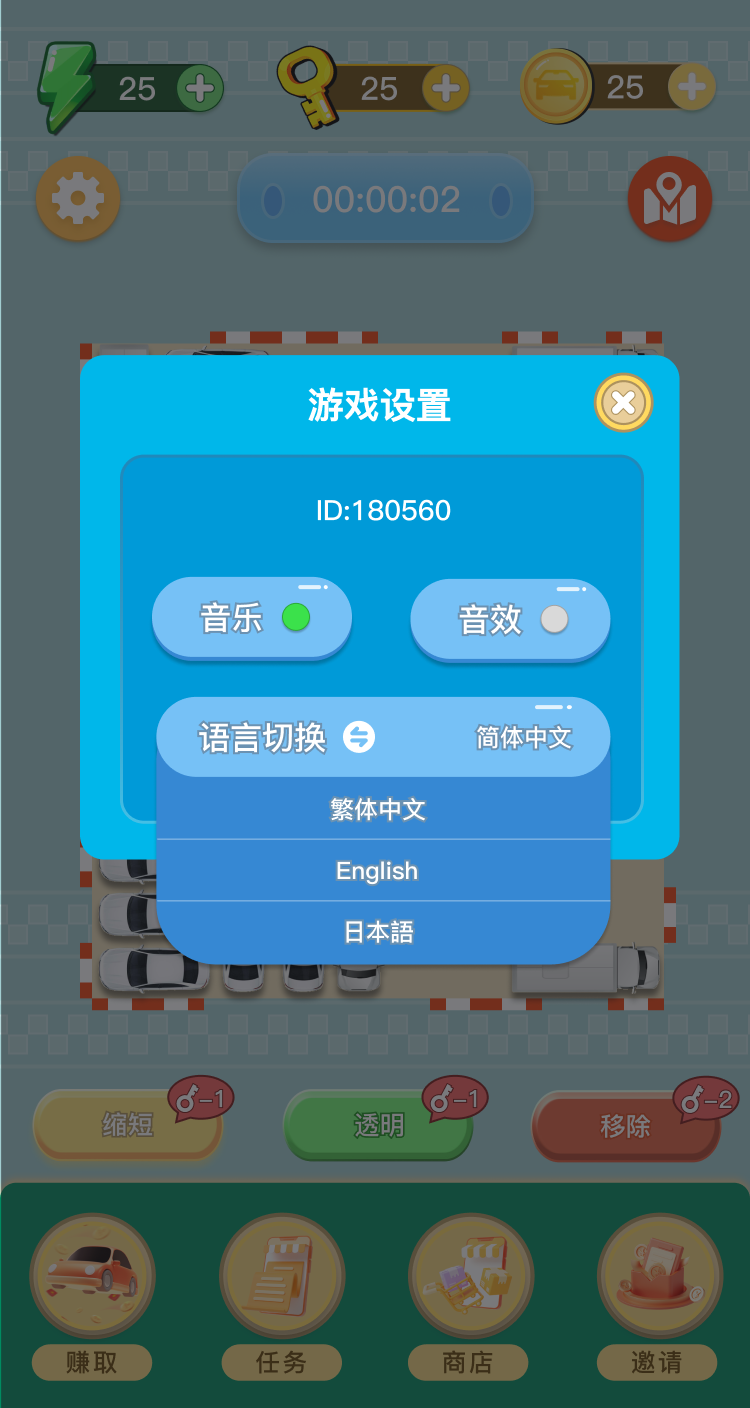 25 25 25
00:00:02
游戏设置
ID:180560
音乐 音效
语言切换 简体中文
繁体中文
English
日本語
-1 -1 -2
缩短 透明 移除
赚取 任务 商店 邀请